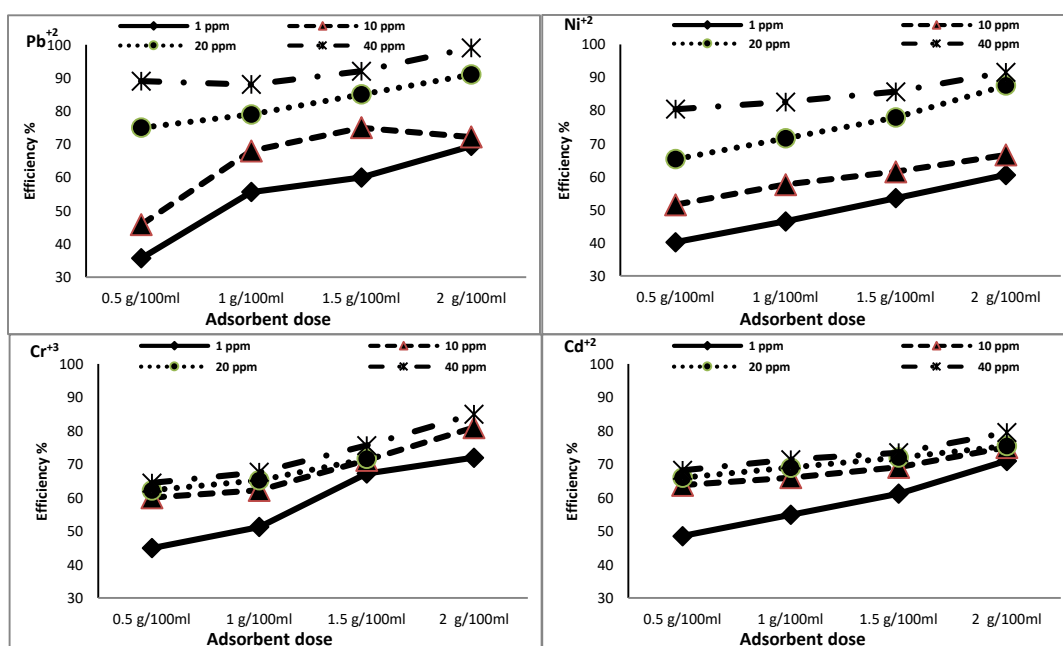 Pb+2
1 ppm
10 ppm
20 ppm
40 ppm
100
90
80
70
60
50
40
30
Efficiency %
0.5 g/100ml
1 g/100ml
1.5 g/100ml
2 g/100ml
Adsorbent dose
Ni+2
1 ppm
10 ppm
20 ppm
40 ppm
100
90
80
70
60
50
40
30
Efficiency %
0.5 g/100ml
1 g/100ml
1.5 g/100ml
2 g/100ml
Adsorbent dose
Cr+3
1 ppm
10 ppm
20 ppm
40 ppm
100
90
80
70
60
50
40
30
Efficiency %
0.5 g/100ml
1 g/100ml
1.5 g/100ml
2 g/100ml
Adsorbent dose
Cd+2
1 ppm
10 ppm
20 ppm
40 ppm
100
90
80
70
60
50
40
30
Efficiency %
0.5 g/100ml
1 g/100ml
1.5 g/100ml
2 g/100ml
Adsorbent dose